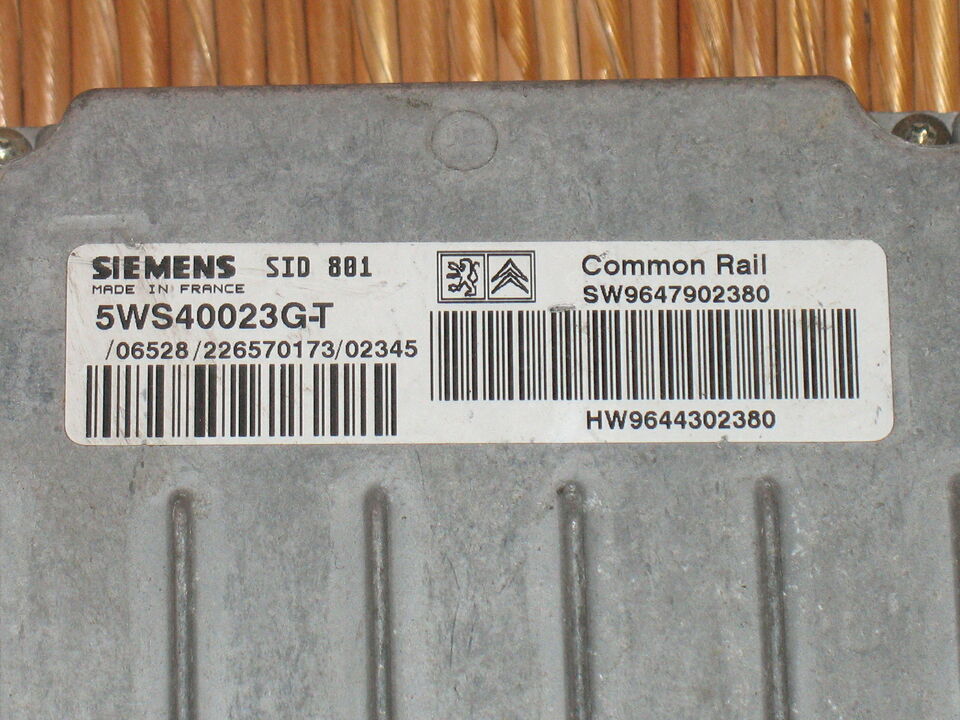 SIEMENS SID 801
MADE IN FRANCE
5WS40023G-T
/06528/226570173/02345
Common Rail
SW9647902380
HW9644302380